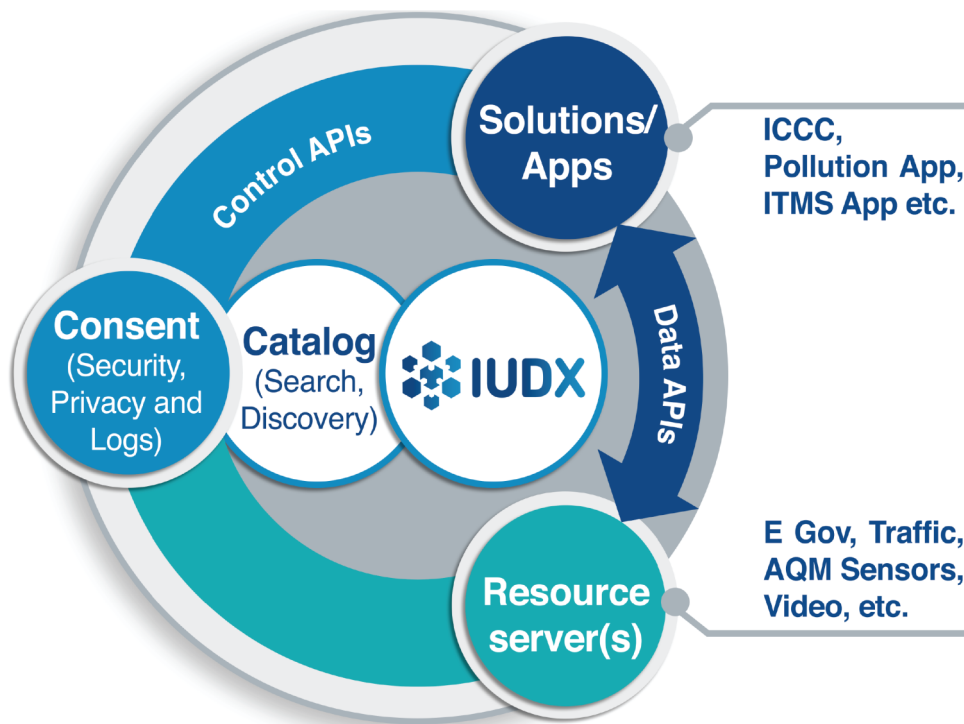 Control APIs
Solutions/
Apps
ICCC,
Pollution App,
ITMS App etc.
Consent
(Security,
Privacy and
Logs)
Catalog
(Search,
Discovery)
IUDX
Data APIs
Resource
server(s)
E Gov, Traffic,
AQM Sensors,
Video, etc.